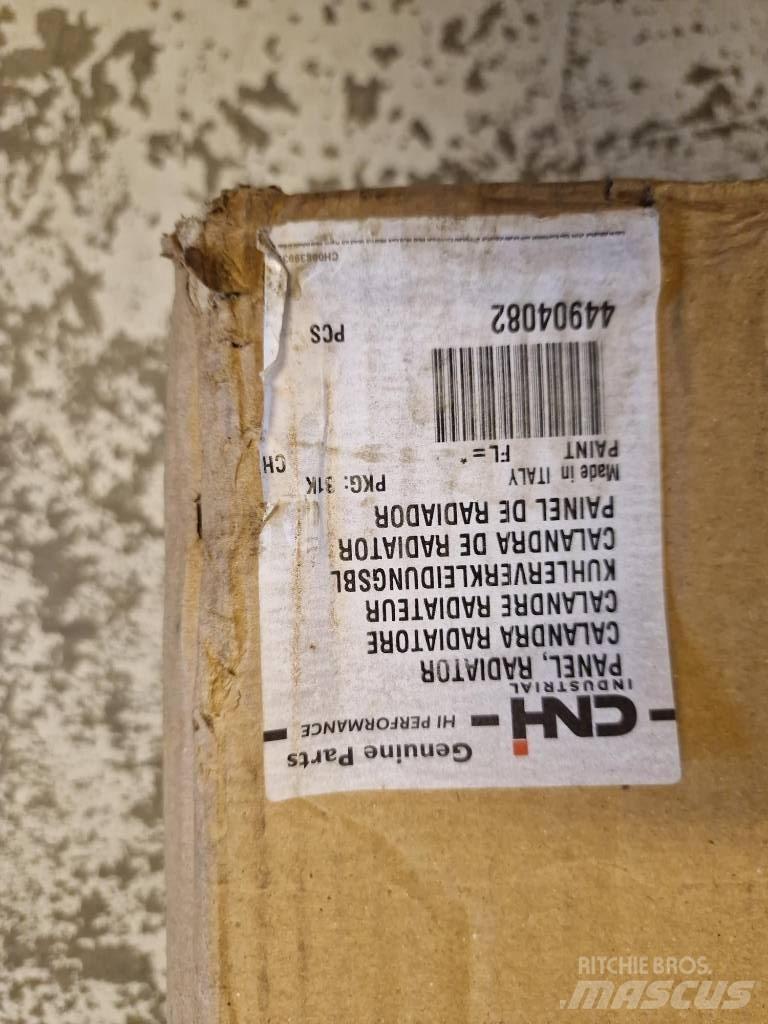 Genuine Parts
CNH HI PERFORMANCE
INDUSTRIAL
PANEL, RADIATOR
CALANDRA RADIATORE
CALANDRE RADIATEUR
KUHLERVERKLEIDUNGSBL
CALANDRA DE RADIATOR
PAINEL DE RADIADOR
Made in ITALY PKG: 31K CH
PAINT FL=*
44904082 PCS
RITCHIE BROS.
MASCUS